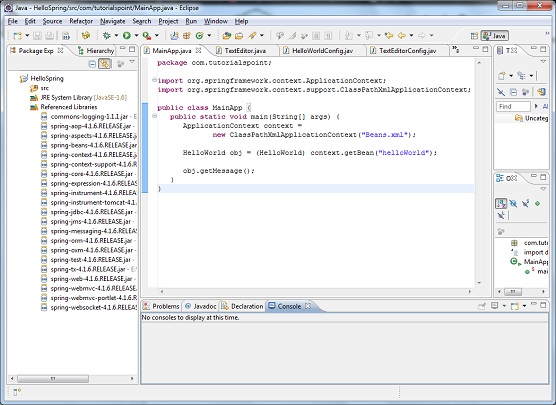 Java - HelloSpring/src/com/tutorialspoint/MainApp.java - Eclipse
File Edit Source Refactor Navigate Search Project Run Window Help
Java
Package Exp
Hierarchy
HelloSpring
src
JRE System Library [JavaSE-1.6]
Referenced Libraries
commons-logging-1.1.1.jar
spring-aop-4.1.6.RELEASE.jar
spring-aspects-4.1.6.RELEASE.jar
spring-beans-4.1.6.RELEASE.jar
spring-context-4.1.6.RELEASE.jar
spring-context-support-4.1.6.REL
spring-core-4.1.6.RELEASE.jar
spring-expression-4.1.6.RELEASE
spring-instrument-4.1.6.RELEASE
spring-instrument-tomcat-4.1.6.R
spring-jdbc-4.1.6.RELEASE.jar
spring-jms-4.1.6.RELEASE.jar
spring-messaging-4.1.6.RELEASE
spring-orm-4.1.6.RELEASE.jar
spring-oxm-4.1.6.RELEASE.jar
spring-test-4.1.6.RELEASE.jar
spring-tx-4.1.6.RELEASE.jar
spring-web-4.1.6.RELEASE.jar
spring-webmvc-4.1.6.RELEASE.jar
spring-webmvc-portlet-4.1.6.REL
spring-websocket-4.1.6.RELEASE
MainApp.java
TextEditor.java
HelloWorldConfig.jav
TextEditorConfig.jav
package com.tutorialspoint;
import org.springframework.context.ApplicationContext;
import org.springframework.context.support.ClassPathXmlApplicationContext;
public class MainApp {
public static void main(String[] args) {
ApplicationContext context =
new ClassPathXmlApplicationContext("Beans.xml");
HelloWorld obj = (HelloWorld) context.getBean("helloWorld");
obj.getMessage();
}
}
T
Find
All
Uncateg
O
com.tuto
import d
MainApp
mai
Problems
Javadoc
Declaration
Console
No consoles to display at this time.